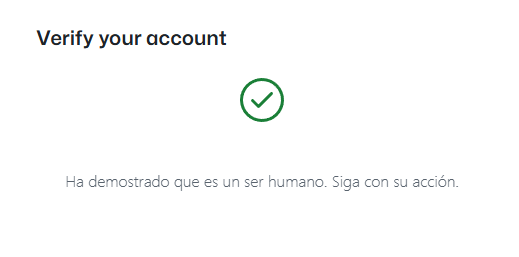 Verify your account
Ha demostrado que es un ser humano. Siga con su acción.